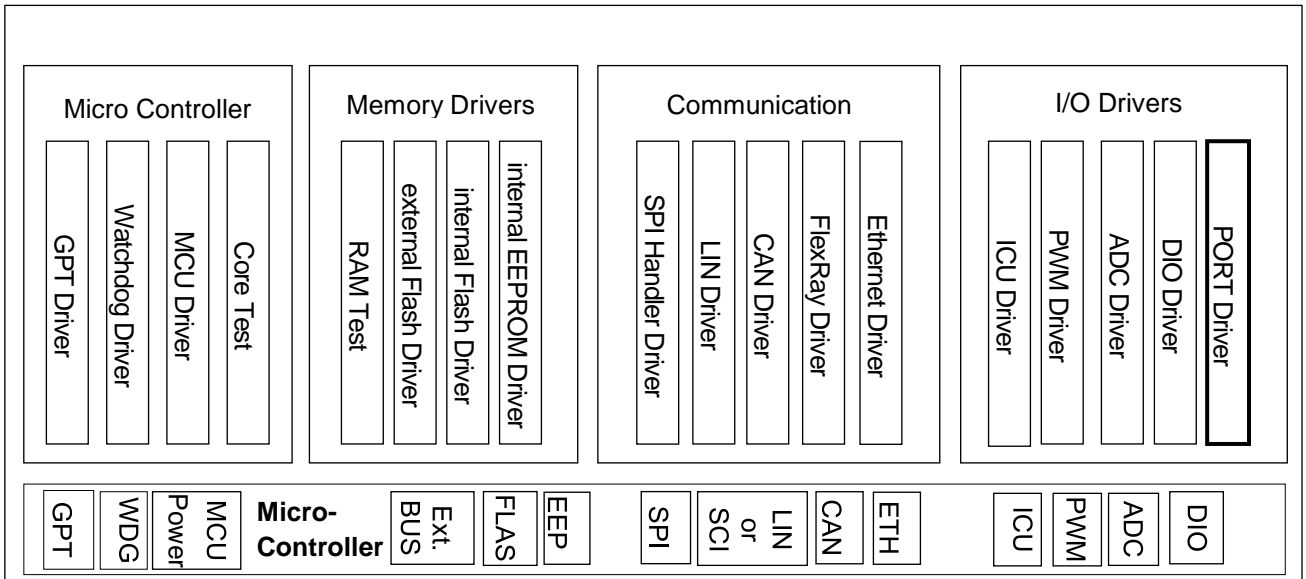 Micro Controller
Memory Drivers
Communication
I/O Drivers
GPT Driver
Watchdog Driver
MCU Driver
Core Test
RAM Test
external Flash Driver
internal Flash Driver
internal EEPROM Driver
SPI Handler Driver
LIN Driver
CAN Driver
FlexRay Driver
Ethernet Driver
ICU Driver
PWM Driver
ADC Driver
DIO Driver
PORT Driver
GPT
WDG
MCU
Power
Micro-
Controller
Ext.
BUS
FLAS
EEP
SPI
LIN
or
SCI
CAN
ETH
ICU
PWM
ADC
DIO